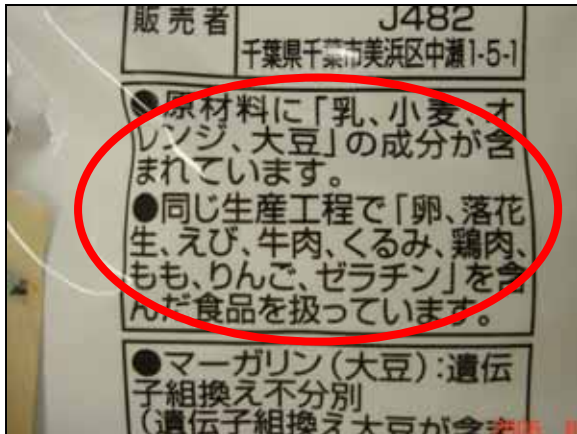 販売者
J482
千葉県千葉市美浜区中瀬1-5-1
●原材料に「乳、小麦、オ
レンジ、大豆」の成分が含
まれています。
●同じ生産工程で「卵、落花
生、えび、牛肉、くるみ、鶏肉、
もも、りんご、ゼラチン」を含
んだ食品を扱っています。
●マーガリン(大豆):遺伝
子組換え不分別
(遺伝子組換え大豆が含ま